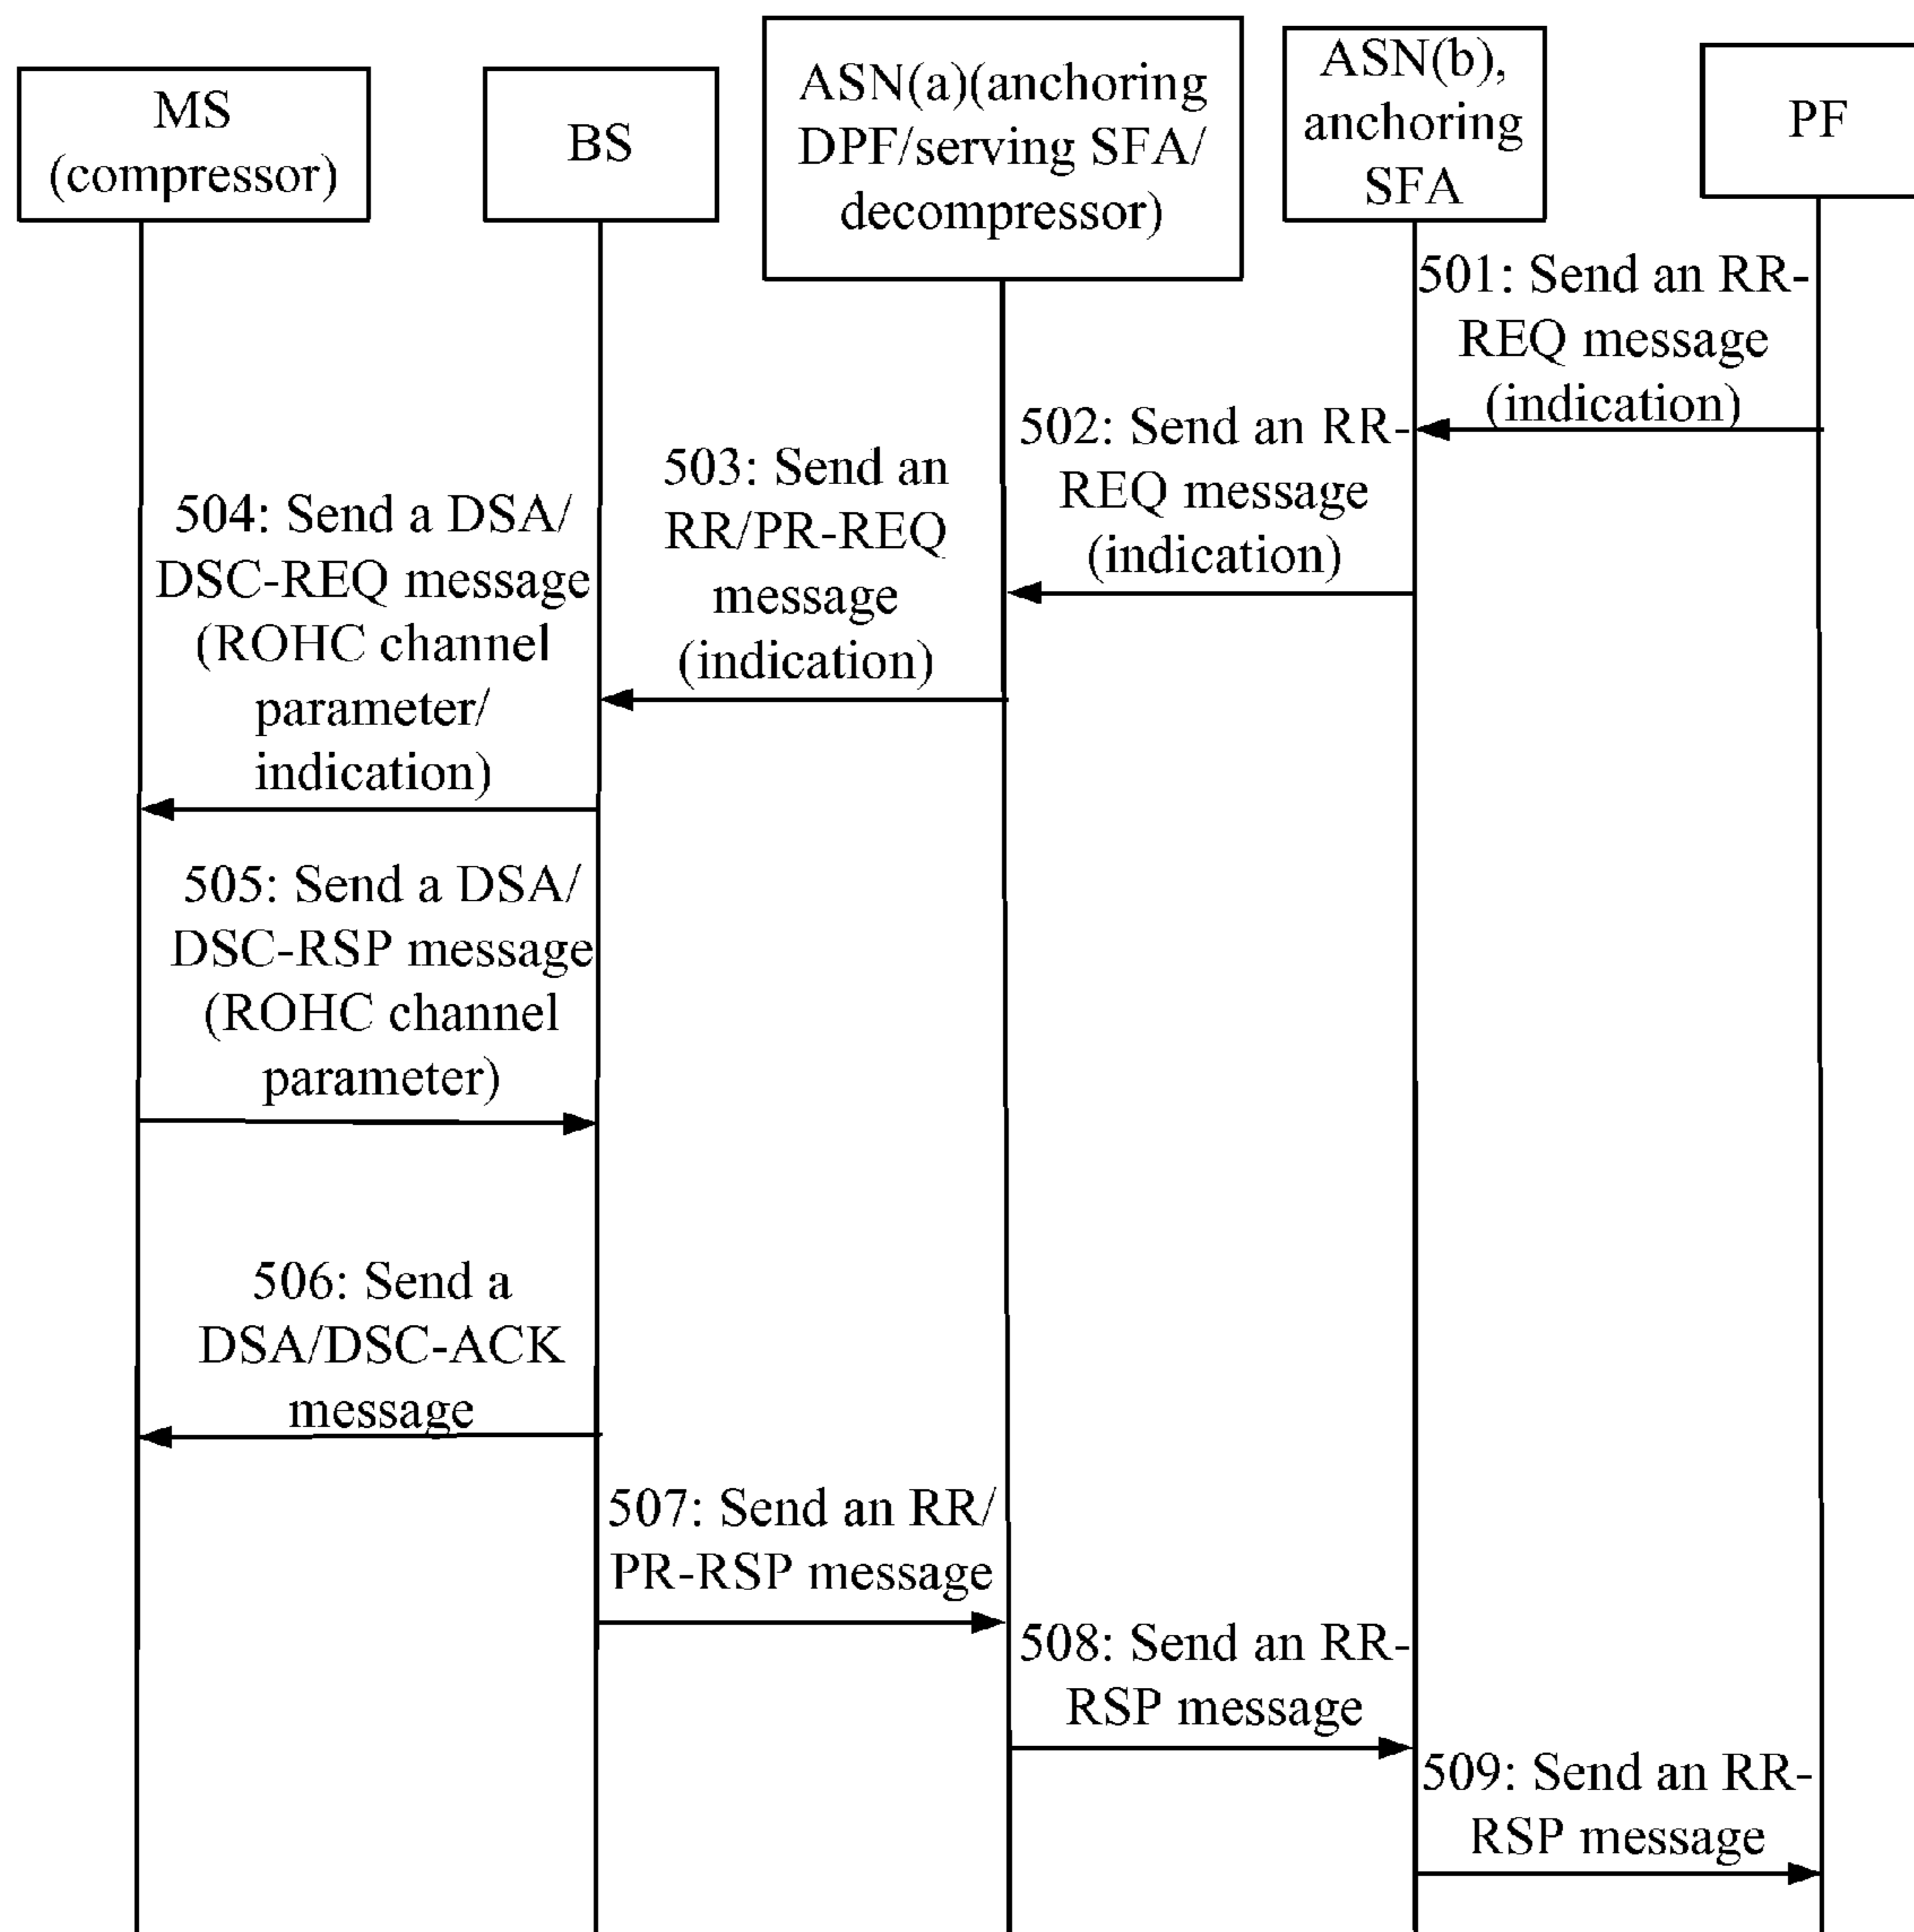 MS
(compressor)
BS
ASN(a)(anchoring
DPF/serving SFA/
decompressor)
ASN(b),
anchoring
SFA
PF
501: Send an RR-
REQ message
(indication)
502: Send an RR-
REQ message
(indication)
503: Send an
RR/PR-REQ
message
(indication)
504: Send a DSA/
DSC-REQ message
(ROHC channel
parameter/
indication)
505: Send a DSA/
DSC-RSP message
(ROHC channel
parameter)
506: Send a
DSA/DSC-ACK
message
507: Send an RR/
PR-RSP message
508: Send an RR-
RSP message
509: Send an RR-
RSP message